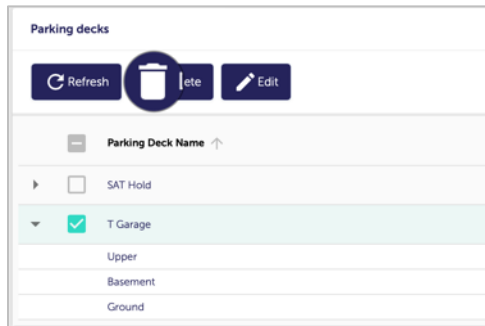 Parking decks
Refresh ete Edit
Parking Deck Name
SAT Hold
T Garage
Upper
Basement
Ground